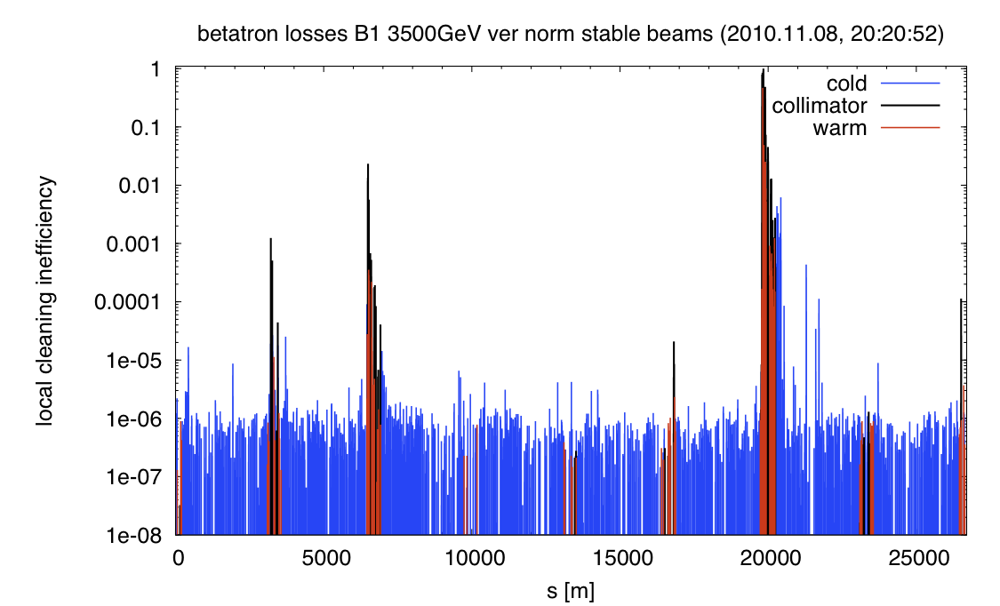 betatron losses B1 3500GeV ver norm stable beams (2010.11.08, 20:20:52)
1
0.1
0.01
0.001
0.0001
1e-05
1e-06
1e-07
1e-08
local cleaning inefficiency
cold
collimator
warm
0 5000 10000 15000 20000 25000
s [m]